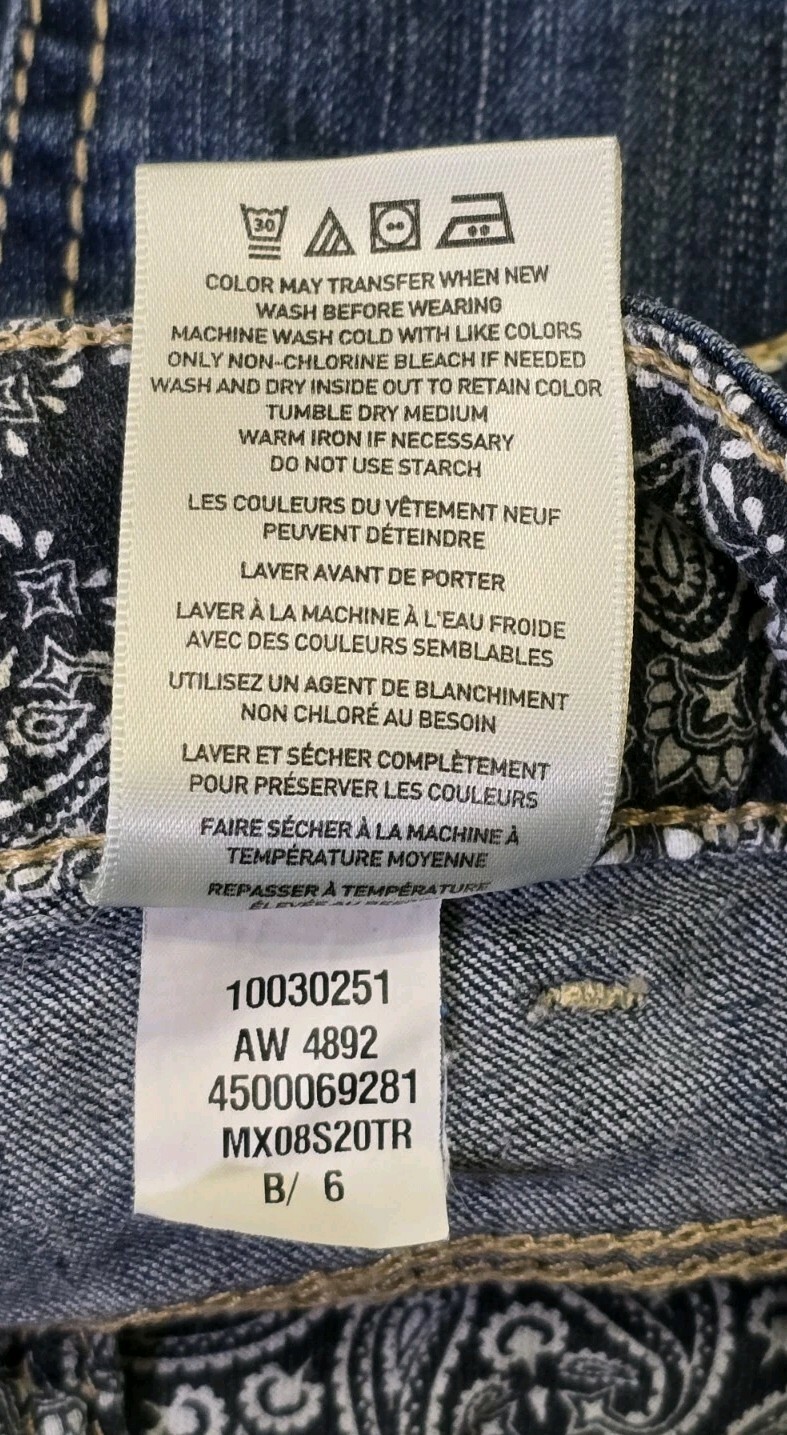 30
COLOR MAY TRANSFER WHEN NEW
WASH BEFORE WEARING
MACHINE WASH COLD WITH LIKE COLORS
ONLY NON-CHLORINE BLEACH IF NEEDED
WASH AND DRY INSIDE OUT TO RETAIN COLOR
TUMBLE DRY MEDIUM
WARM IRON IF NECESSARY
DO NOT USE STARCH
LES COULEURS DU VÊTEMENT NEUF
PEUVENT DÉTEINDRE
LAVER AVANT DE PORTER
LAVER À LA MACHINE À L'EAU FROIDE
AVEC DES COULEURS SEMBLABLES
UTILISEZ UN AGENT DE BLANCHIMENT
NON CHLORÉ AU BESOIN
LAVER ET SÉCHER COMPLÈTEMENT
POUR PRÉSERVER LES COULEURS
FAIRE SÉCHER À LA MACHINE À
TEMPÉRATURE MOYENNE
REPASSER À TEMPÉRATURE
ÉLEVÉE AU
10030251
AW 4892
4500069281
MX08S20TR
B/ 6